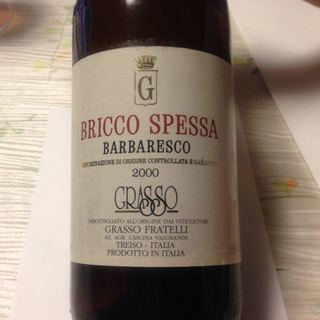 G
BRICCO SPESSA
BARBARESCO
DENOMINAZIONE DI ORIGINE CONTROLLATA E GARANTITA
2000
GRASSO
IMBOTTIGLIATO ALL'ORIGINE DAI VITICOLTORI
GRASSO FRATELLI
AZ. AGR. CASCINA VALGRANDE
TREISO - ITALIA
PRODOTTO IN ITALIA